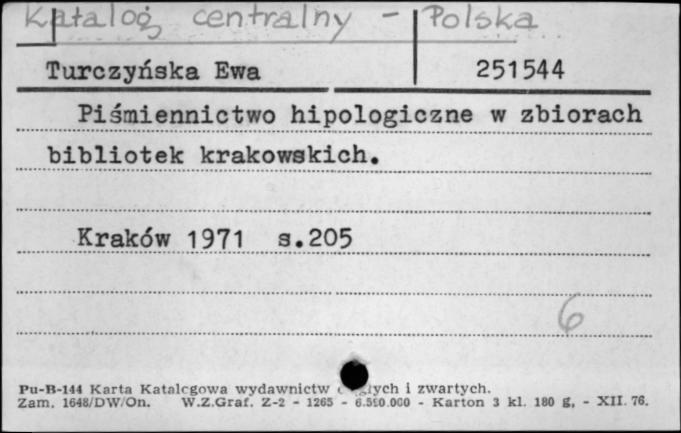 Katalog centralny - Polska
Turczyńska Ewa 251544
Piśmiennictwo hipologiczne w zbiorach
bibliotek krakowskich.
Kraków 1971 s.205
6
Pu-B-144 Karta Katalogowa wydawnictw i zwartych.
Zam. 1648/DW/On. W.Z.Graf. Z-2 - 1265 - 6.500.000 - Karton 3 kl. 180 g, - XII. 76.